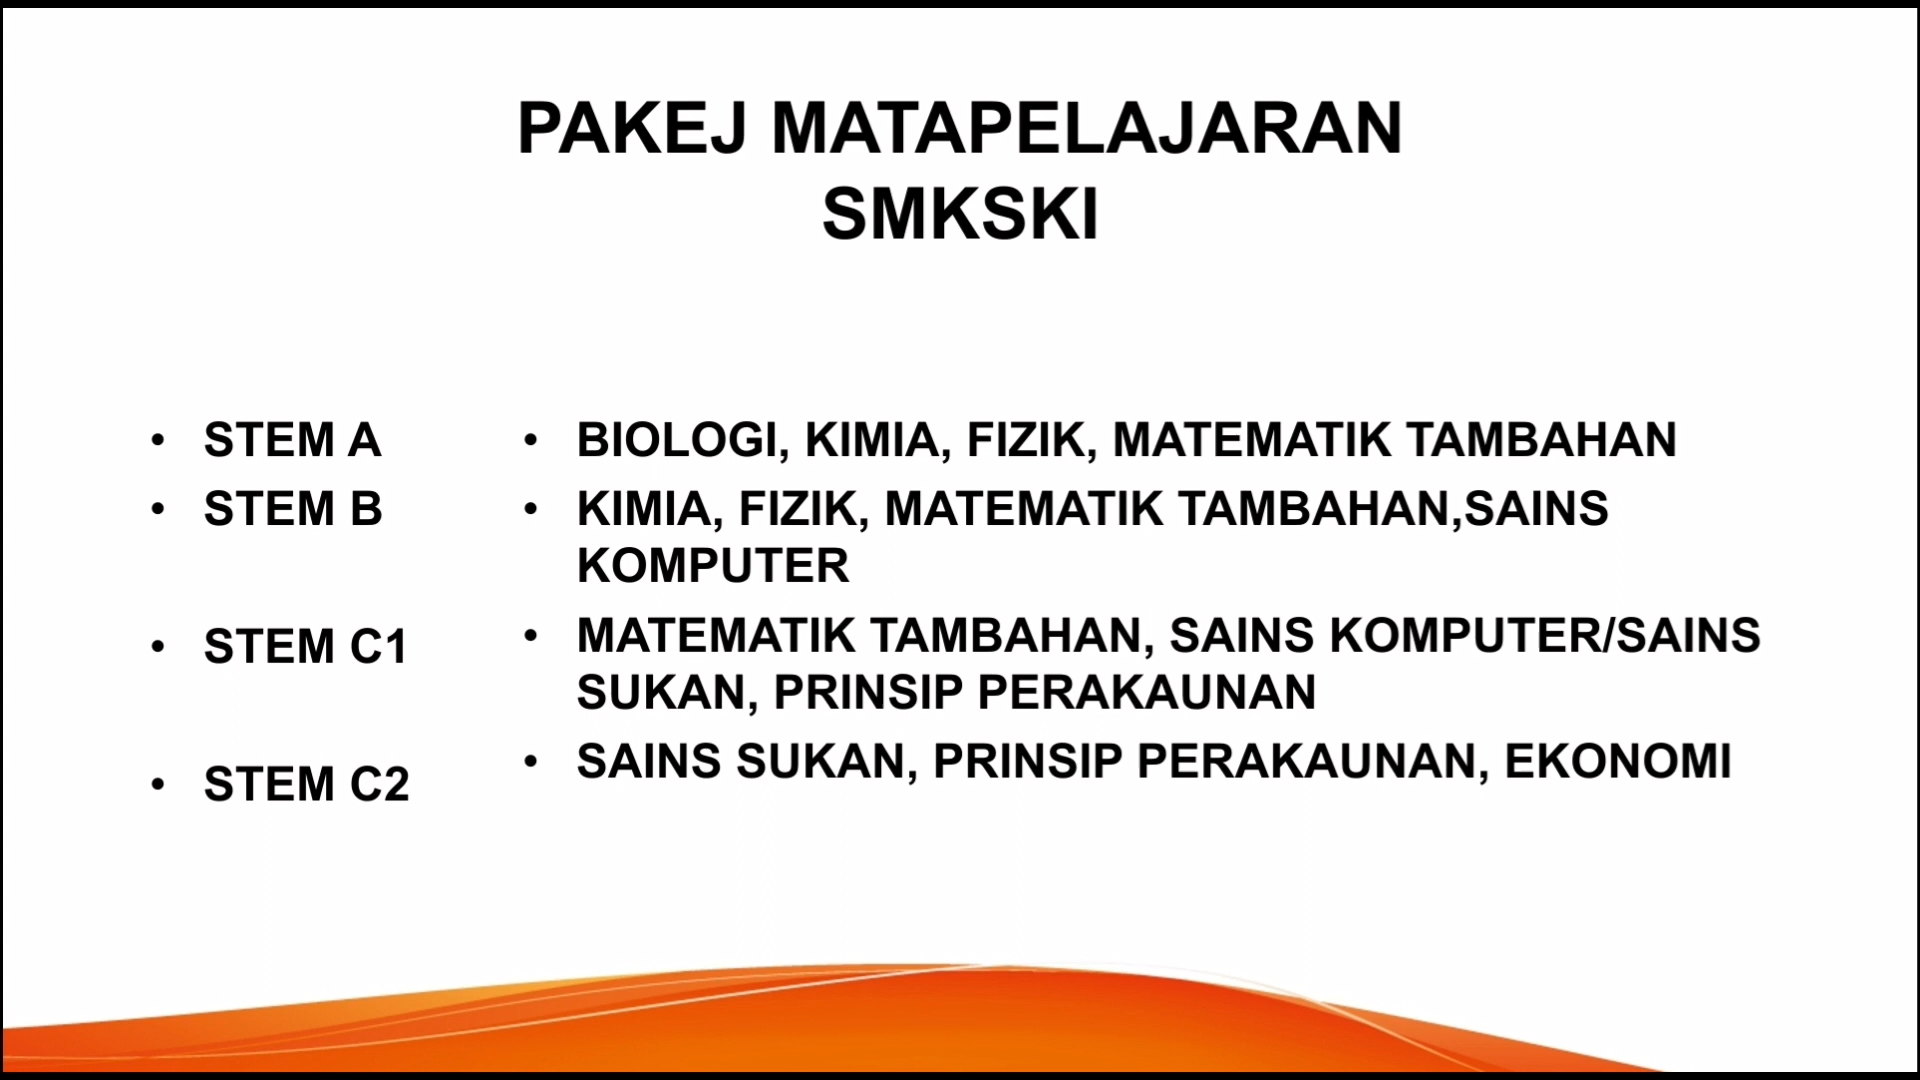 PAKEJ MATAPELAJARAN
SMKSKI
• STEM A
• STEM B
• STEM C1
• STEM C2
• BIOLOGI, KIMIA, FIZIK, MATEMATIK TAMBAHAN
• KIMIA, FIZIK, MATEMATIK TAMBAHAN,SAINS
KOMPUTER
• MATEMATIK TAMBAHAN, SAINS KOMPUTER/SAINS
SUKAN, PRINSIP PERAKAUNAN
• SAINS SUKAN, PRINSIP PERAKAUNAN, EKONOMI